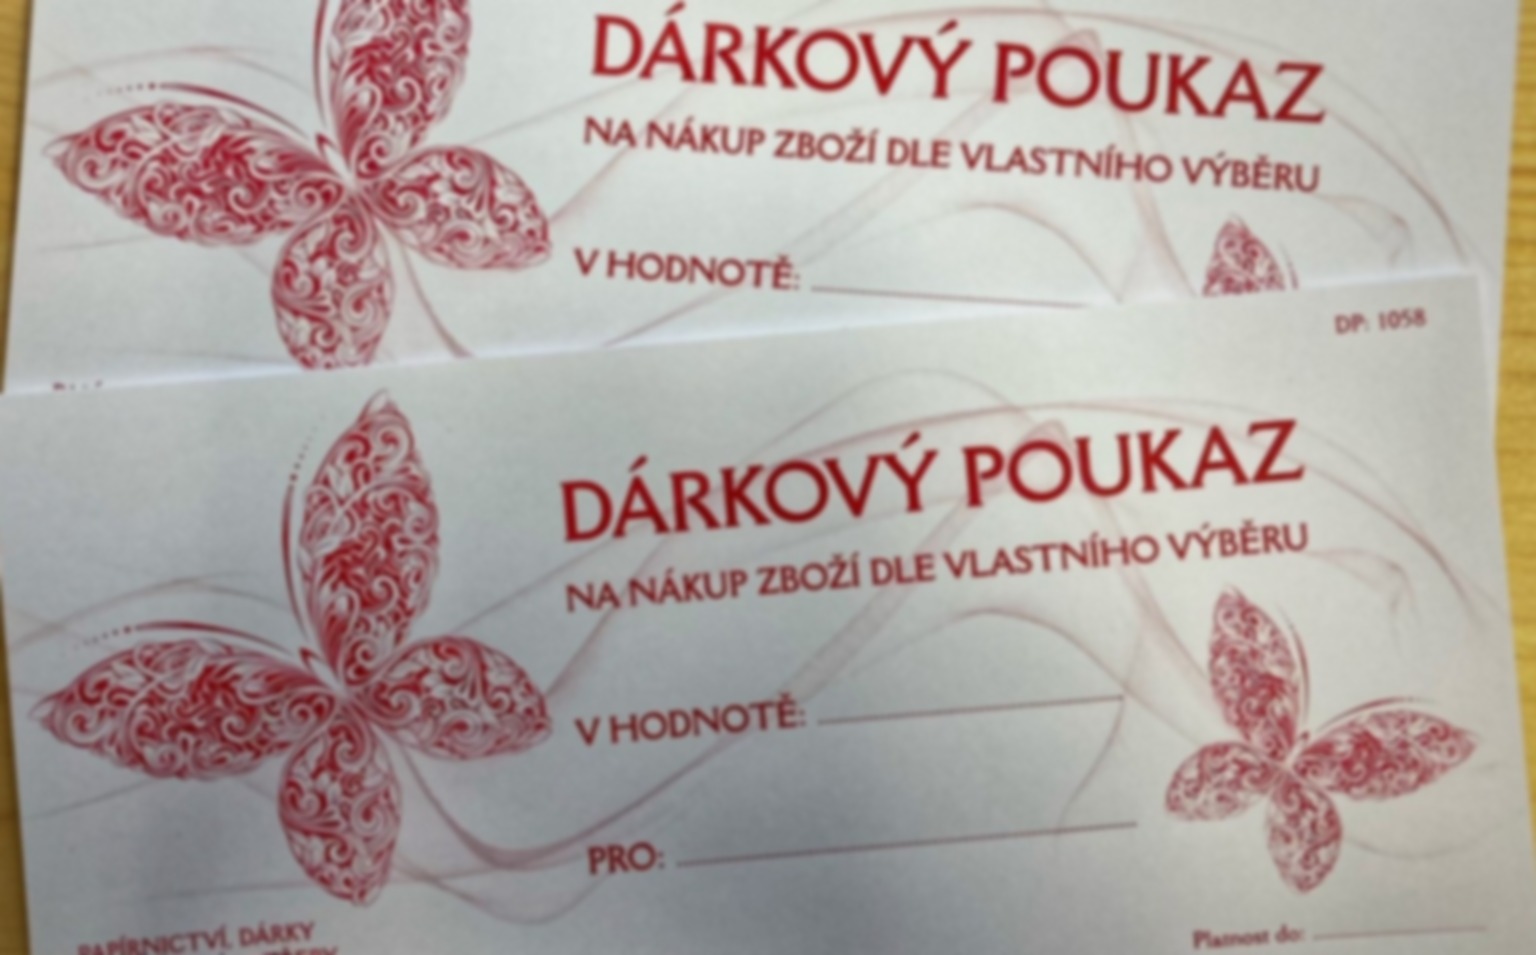 DÁRKOVÝ POUKAZ
NA NÁKUP ZBOŽÍ DLE VLASTNÍHO VÝBĚRU
V HODNOTĚ:
DP: 1058
DÁRKOVÝ POUKAZ
NA NÁKUP ZBOŽÍ DLE VLASTNÍHO VÝBĚRU
V HODNOTĚ:
PRO:
PAPÍRNICTVÍ, DÁRKY
Platnost do: